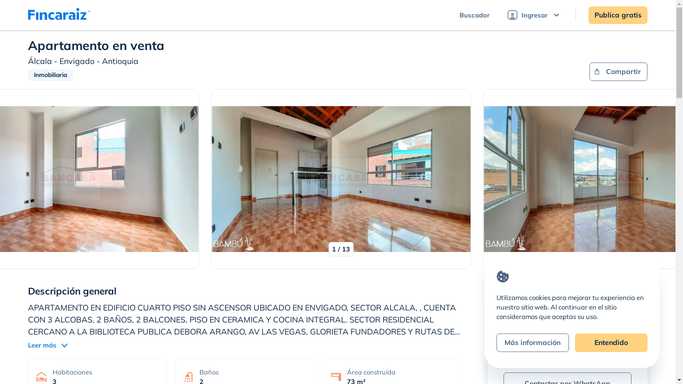 Fincaraiz
Buscador
Ingresar
Publica gratis
Apartamento en venta
Álcala - Envigado - Antioquia
Inmobiliaria
Compartir
BAMBÚ
BAMBÚ
1 / 13
Descripción general
APARTAMENTO EN EDIFICIO CUARTO PISO SIN ASCENSOR UBICADO EN ENVIGADO, SECTOR ALCALA, , CUENTA
CON 3 ALCOBAS, 2 BAÑOS, 2 BALCONES, PISO EN CERAMICA Y COCINA INTEGRAL. SECTOR RESIDENCIAL
CERCANO A LA BIBLIOTECA PUBLICA DEBORA ARANGO, AV LAS VEGAS, GLORIETA FUNDADORES Y RUTAS DE...
Leer más
Habitaciones
3
Baños
2
Área construida
73 m²
Utilizamos cookies para mejorar tu experiencia en
nuestro sitio web. Al continuar en el sitio
consideramos que aceptas su uso.
Más información
Entendido
Contactar por WhatsApp